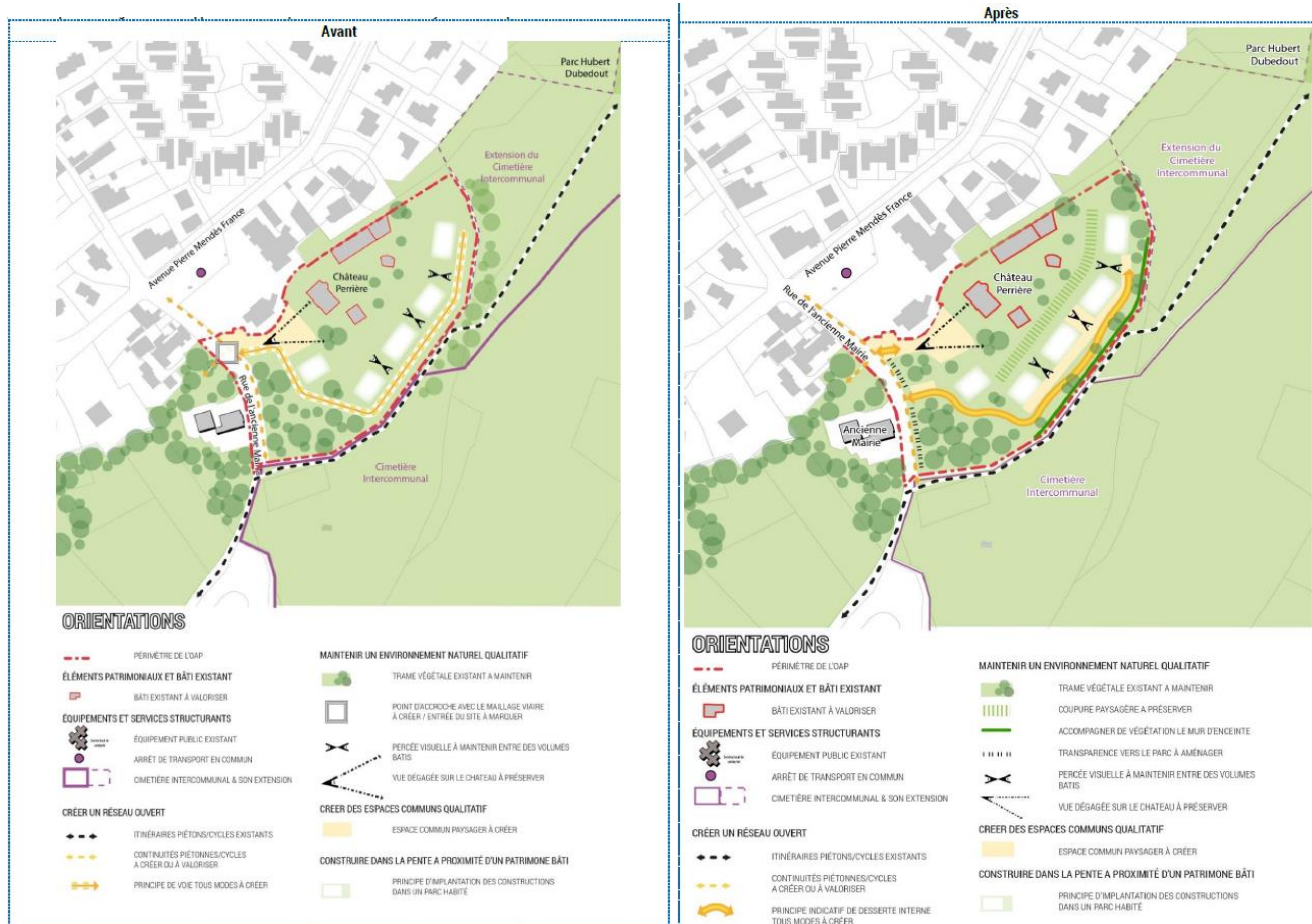 Avant
Parc Hubert
Dubedout
Extension du
Cimetière
Intercommunal
Avenue Pierre Mendès France
Château
Perrière
Rue de l'ancienne Mairie
Cimetière
Intercommunal
ORIENTATIONS
PÉRIMÈTRE DE L'OAP
ÉLÉMENTS PATRIMONIAUX ET BÂTI EXISTANT
BÂTI EXISTANT À VALORISER
ÉQUIPEMENTS ET SERVICES STRUCTURANTS
ÉQUIPEMENT PUBLIC EXISTANT
ARRÊT DE TRANSPORT EN COMMUN
CIMETIÈRE INTERCOMMUNAL & SON EXTENSION
CRÉER UN RÉSEAU OUVERT
ITINÉRAIRES PIÉTONS/CYCLES EXISTANTS
CONTINUITÉS PIÉTONNES/CYCLES
A CRÉER OU À VALORISER
PRINCIPE DE VOIE TOUS MODES À CRÉER
MAINTENIR UN ENVIRONNEMENT NATUREL QUALITATIF
TRAME VÉGÉTALE EXISTANT A MAINTENIR
POINT D'ACCROCHE AVEC LE MAILLAGE VIAIRE
À CRÉER / ENTRÉE DU SITE À MARQUER
PERCÉE VISUELLE À MAINTENIR ENTRE DES VOLUMES
BATIS
VUE DÉGAGÉE SUR LE CHATEAU À PRÉSERVER
CREER DES ESPACES COMMUNS QUALITATIF
ESPACE COMMUN PAYSAGER À CRÉER
CONSTRUIRE DANS LA PENTE A PROXIMITÉ D'UN PATRIMONE BÂTI
PRINCIPE D'IMPLANTATION DES CONSTRUCTIONS
DANS UN PARC HABITÉ
Après
Parc Hubert
Dubedout
Extension du
Cimetière
Intercommunal
Avenue Pierre Mendès France
Château
Perrière
Rue de l'ancienne Mairie
Ancienne
Mairie
Cimetière
Intercommunal
ORIENTATIONS
PÉRIMÈTRE DE L'OAP
ÉLÉMENTS PATRIMONIAUX ET BÂTI EXISTANT
BÂTI EXISTANT À VALORISER
ÉQUIPEMENTS ET SERVICES STRUCTURANTS
ÉQUIPEMENT PUBLIC EXISTANT
ARRÊT DE TRANSPORT EN COMMUN
CIMETIÈRE INTERCOMMUNAL & SON EXTENSION
CRÉER UN RÉSEAU OUVERT
ITINÉRAIRES PIÉTONS/CYCLES EXISTANTS
CONTINUITÉS PIÉTONNES/CYCLES
A CRÉER OU À VALORISER
PRINCIPE INDICATIF DE DESSERTE INTERNE
TOUS MODES À CRÉER
MAINTENIR UN ENVIRONNEMENT NATUREL QUALITATIF
TRAME VÉGÉTALE EXISTANT A MAINTENIR
COUPURE PAYSAGÈRE A PRÉSERVER
ACCOMPAGNER DE VÉGÉTATION LE MUR D'ENCEINTE
TRANSPARENCE VERS LE PARC À AMÉNAGER
PERCÉE VISUELLE À MAINTENIR ENTRE DES VOLUMES
BATIS
VUE DÉGAGÉE SUR LE CHATEAU À PRÉSERVER
CREER DES ESPACES COMMUNS QUALITATIF
ESPACE COMMUN PAYSAGER À CRÉER
CONSTRUIRE DANS LA PENTE A PROXIMITÉ D'UN PATRIMONE BÂTI
PRINCIPE D'IMPLANTATION DES CONSTRUCTIONS
DANS UN PARC HABITÉ